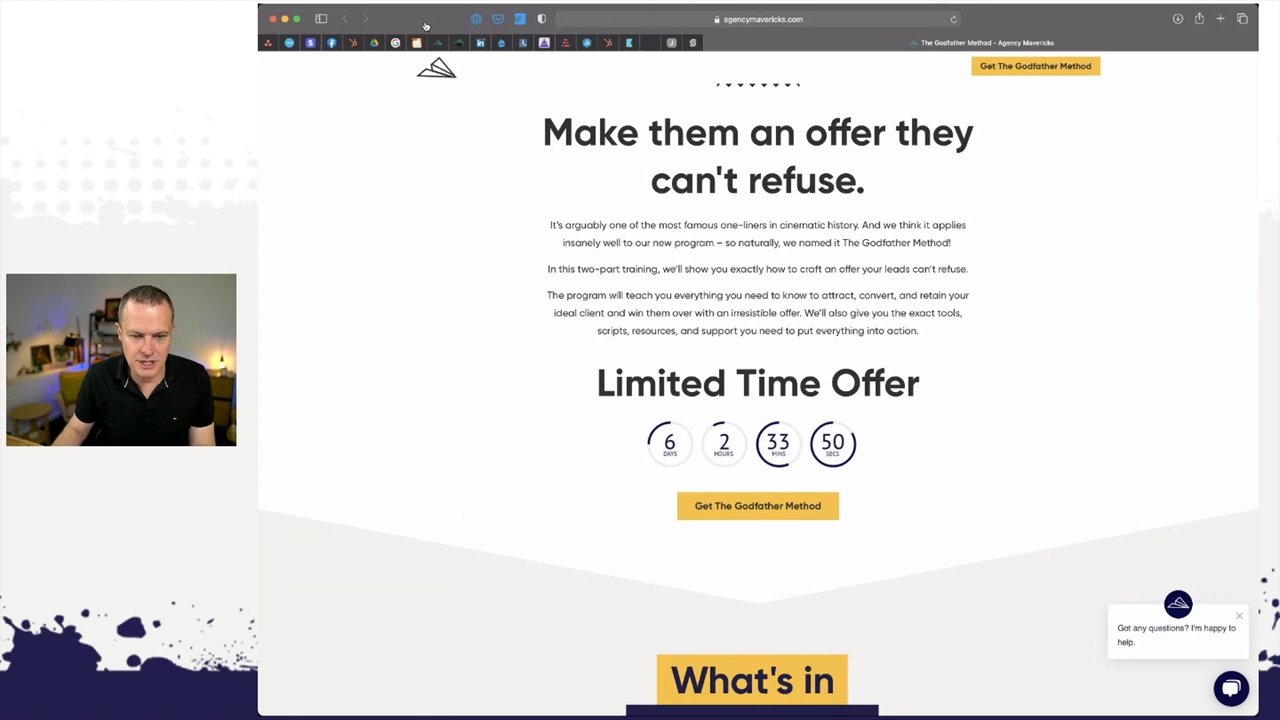 agencymavericks.com
The Godfather Method - Agency Mavericks
Get The Godfather Method
Make them an offer they
can't refuse.
It's arguably one of the most famous one-liners in cinematic history. And we think it applies
insanely well to our new program – so naturally, we named it The Godfather Method!
In this two-part training, we'll show you exactly how to craft an offer your leads can't refuse.
The program will teach you everything you need to know to attract, convert, and retain your
ideal client and win them over with an irresistible offer. We'll also give you the exact tools,
scripts, resources, and support you need to put everything into action.
Limited Time Offer
6 2 33 50
DAYS HOURS MINS SECS
Get The Godfather Method
Got any questions? I'm happy to
help.
What's in